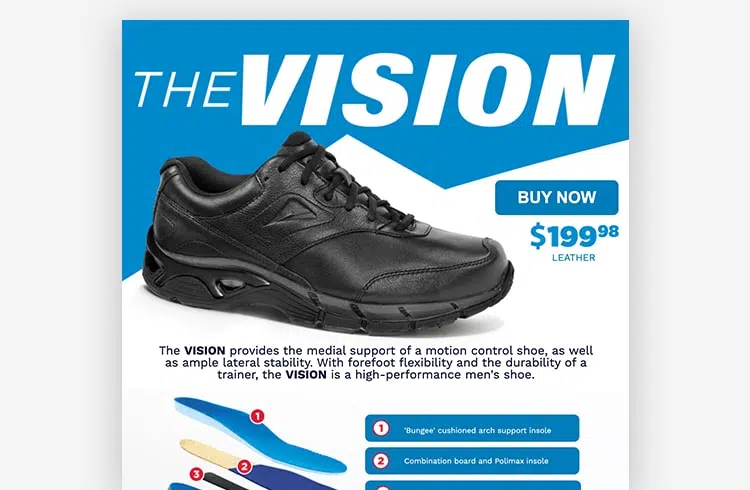 THE VISION
BUY NOW
$199 98
LEATHER
The VISION provides the medial support of a motion control shoe, as well
as ample lateral stability. With forefoot flexibility and the durability of a
trainer, the VISION is a high-performance men's shoe.
1
1 'Bungee' cushioned arch support insole
2
2 Combination board and Polimax insole
3